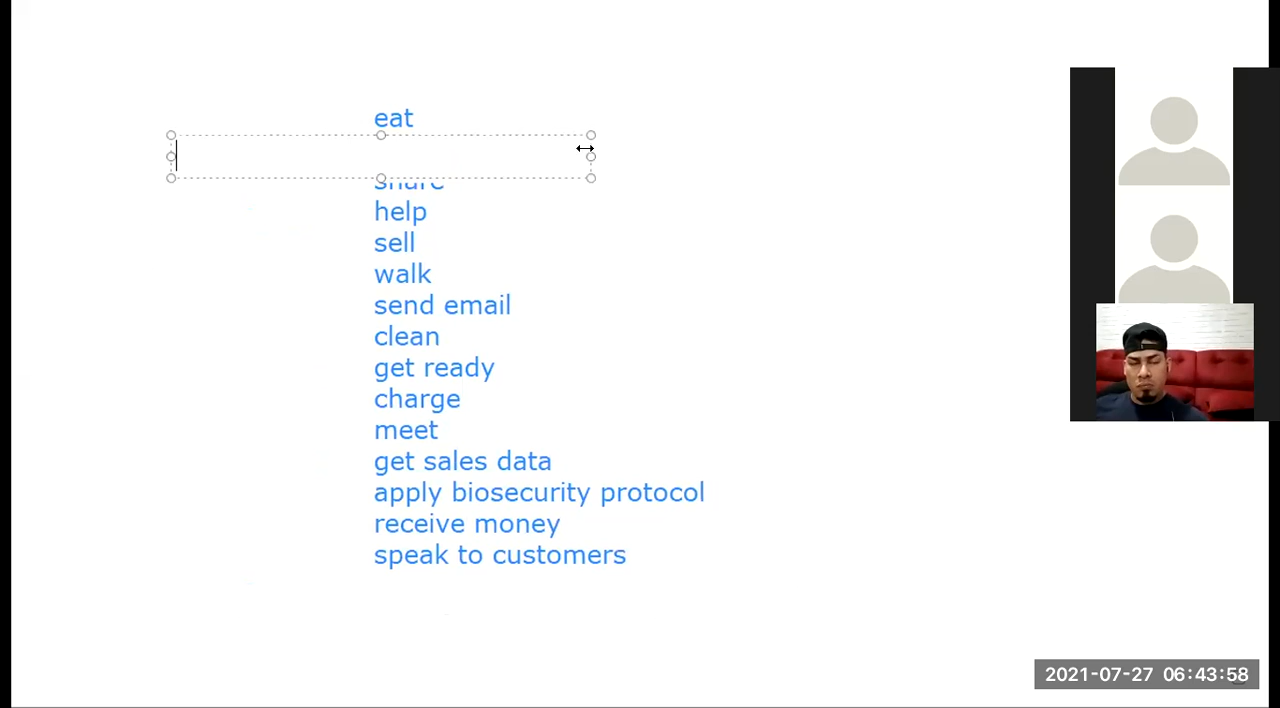 eat
share
help
sell
walk
send email
clean
get ready
charge
meet
get sales data
apply biosecurity protocol
receive money
speak to customers
2021-07-27 06:43:58